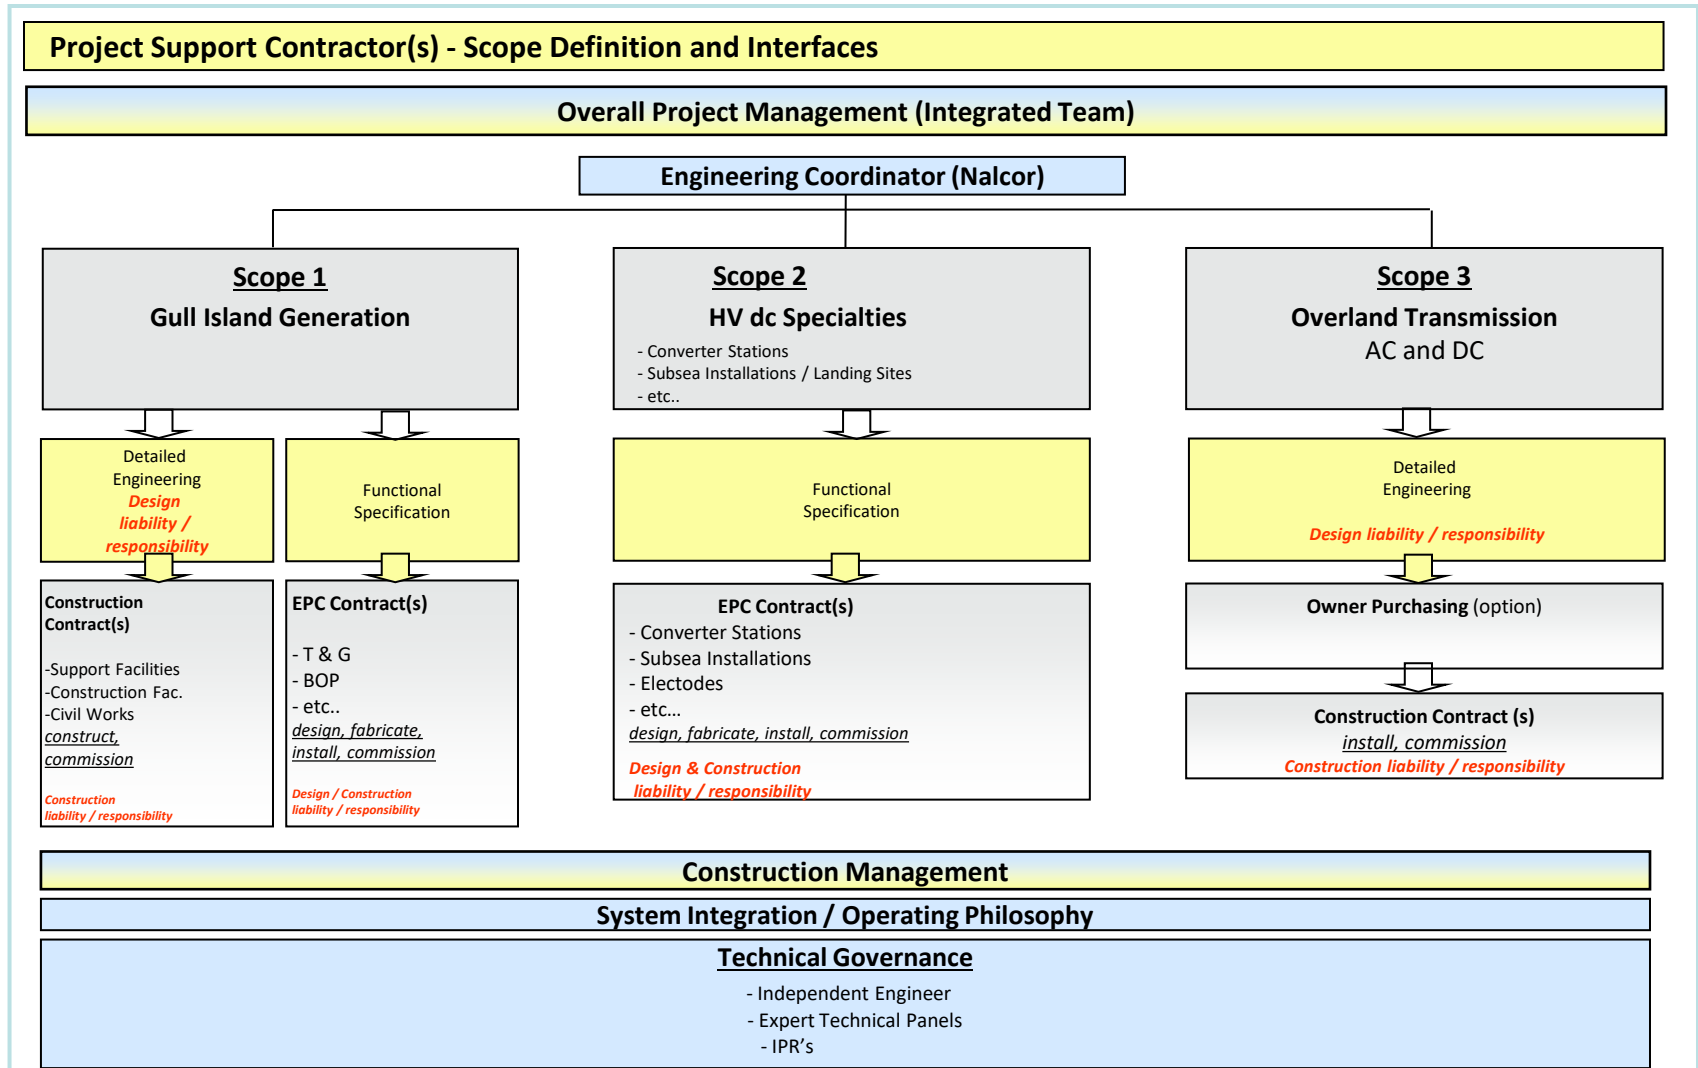 Project Support Contractor(s) - Scope Definition and Interfaces
Overall Project Management (Integrated Team)
Engineering Coordinator (Nalcor)
Scope 1
Gull Island Generation
Scope 2
HV dc Specialties
- Converter Stations
- Subsea Installations / Landing Sites
- etc..
Scope 3
Overland Transmission
AC and DC
Detailed
Engineering
Design
liability /
responsibility
Functional
Specification
Functional
Specification
Detailed
Engineering
Design liability / responsibility
Construction
Contract(s)
-Support Facilities
-Construction Fac.
-Civil Works
construct,
commission
Construction
liability / responsibility
EPC Contract(s)
- T & G
- BOP
- etc..
design, fabricate,
install, commission
Design / Construction
liability / responsibility
EPC Contract(s)
- Converter Stations
- Subsea Installations
- Electodes
- etc...
design, fabricate, install, commission
Design & Construction
liability / responsibility
Owner Purchasing (option)
Construction Contract (s)
install, commission
Construction liability / responsibility
Construction Management
System Integration / Operating Philosophy
Technical Governance
- Independent Engineer
- Expert Technical Panels
- IPR’s